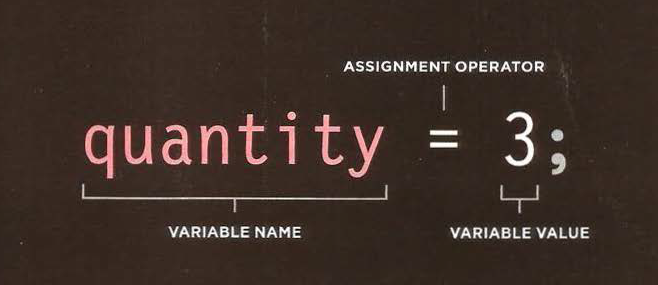 ASSIGNMENT OPERATOR
quantity = 3;
VARIABLE NAME
VARIABLE VALUE